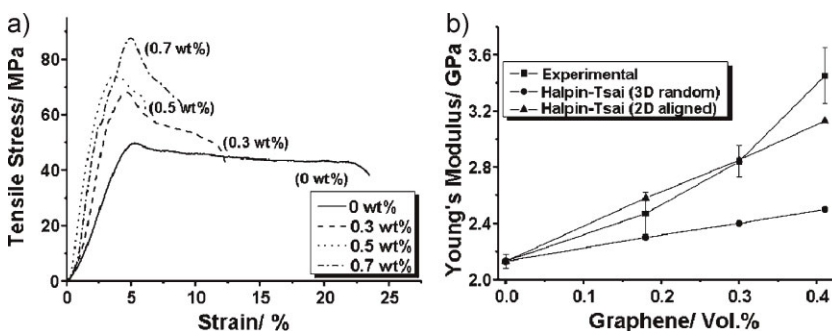 a)
Tensile Stress/ MPa
80
60
40
20
0
(0.7 wt%)
(0.5 wt%)
(0.3 wt%)
(0 wt%)
0 wt%
0.3 wt%
0.5 wt%
0.7 wt%
0 5 10 15 20 25
Strain/ %
b)
Young's Modulus/ GPa
3.6
3.2
2.8
2.4
2.0
Experimental
Halpin-Tsai (3D random)
Halpin-Tsai (2D aligned)
0.0 0.1 0.2 0.3 0.4
Graphene/ Vol.%